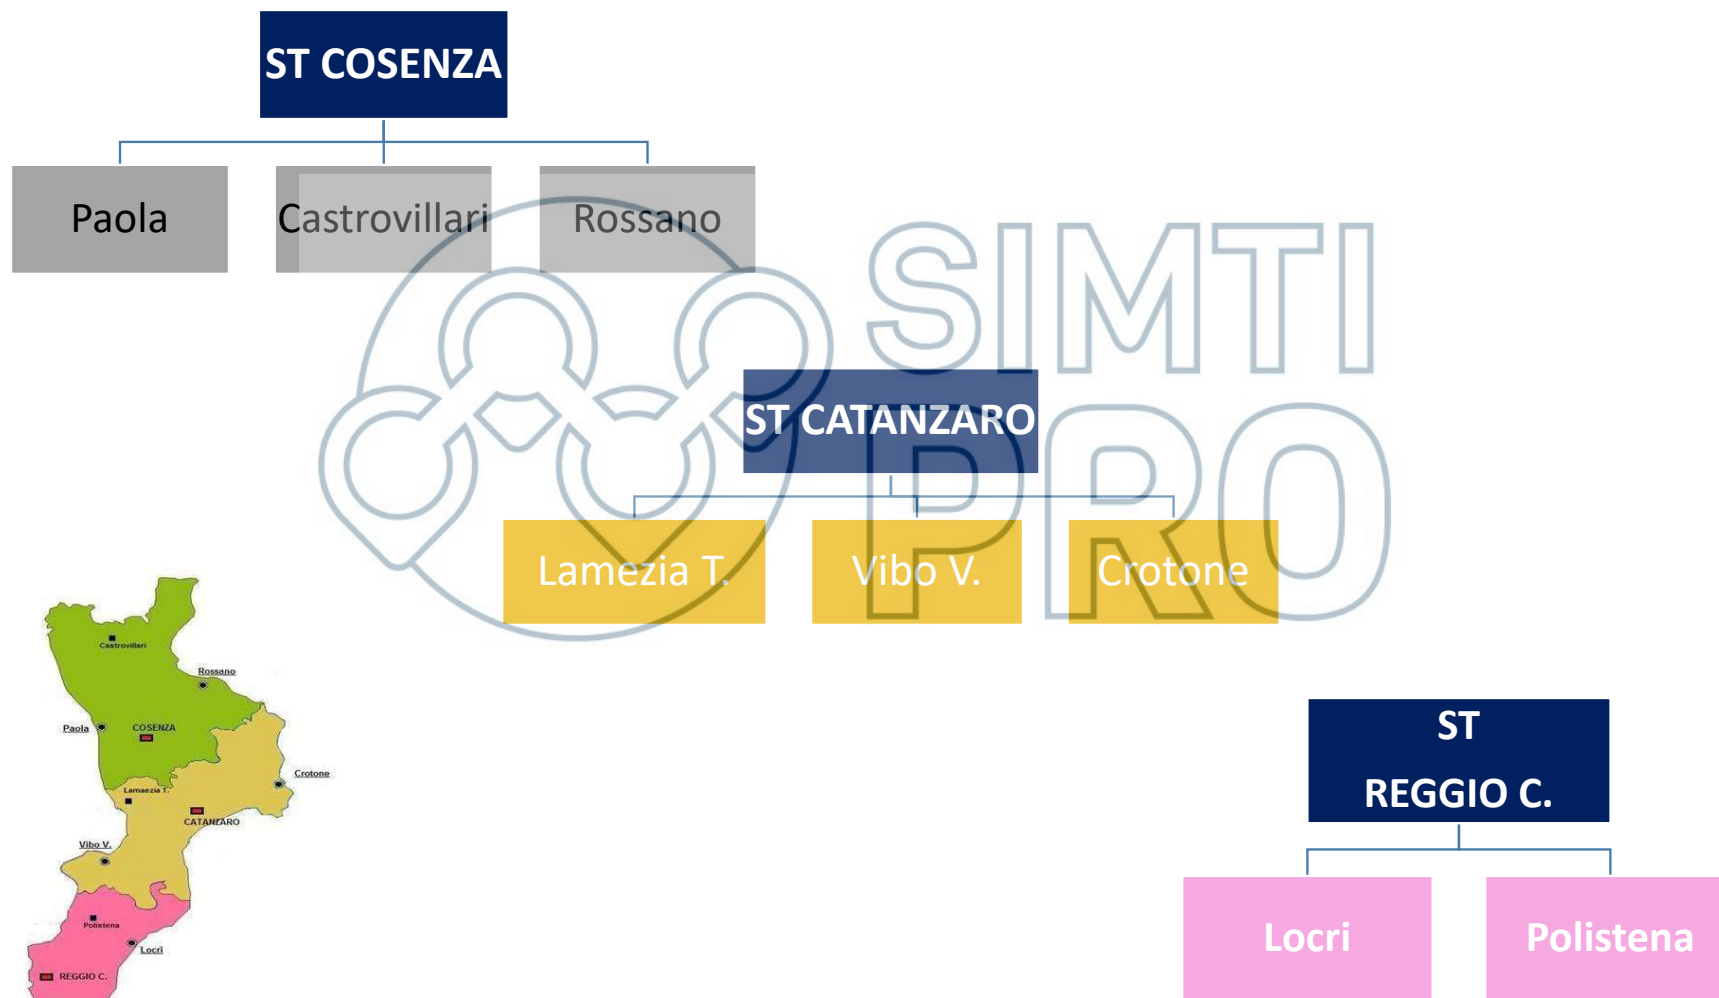 ST COSENZA
Paola
Castrovillari
Rossano
SIMTI
PRO
ST CATANZARO
Lamezia T.
Vibo V.
Crotone
Castrovillari
Rossano
Paola
COSENZA
Crotone
Lamaezia T.
CATANZARO
Vibo V.
Polistena
Locri
REGGIO C.
ST
REGGIO C.
Locri
Polistena